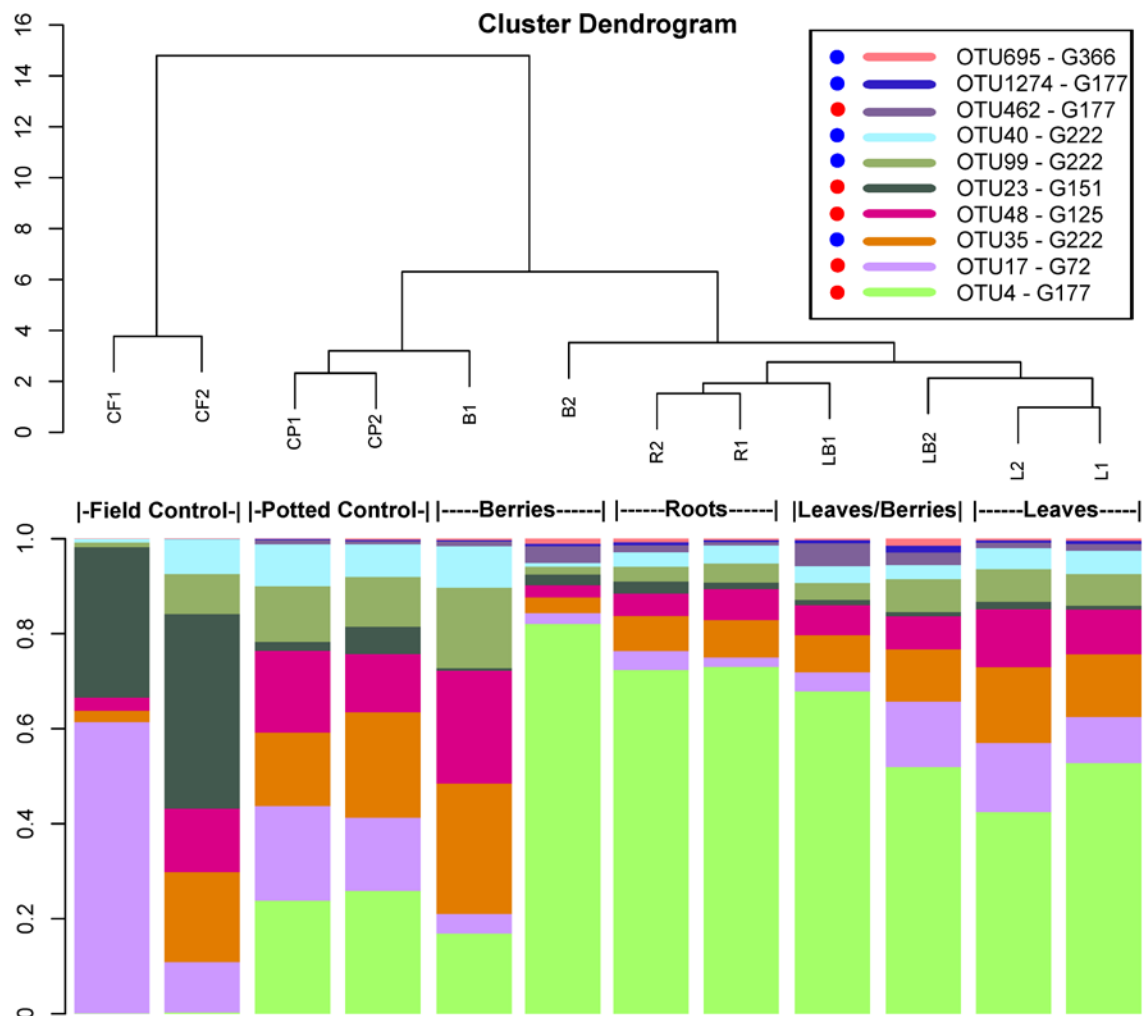 Cluster Dendrogram
16
14
12
10
8
6
4
2
0
OTU695 - G366
OTU1274 - G177
OTU462 - G177
OTU40 - G222
OTU99 - G222
OTU23 - G151
OTU48 - G125
OTU35 - G222
OTU17 - G72
OTU4 - G177
CF1
CF2
CP1
CP2
B1
B2
R2
R1
LB1
LB2
L2
L1
|-Field Control-| |-Potted Control-| |------Berries-------| |------Roots------| |Leaves/Berries| |------Leaves-----|
1.0
0.8
0.6
0.4
0.2
0